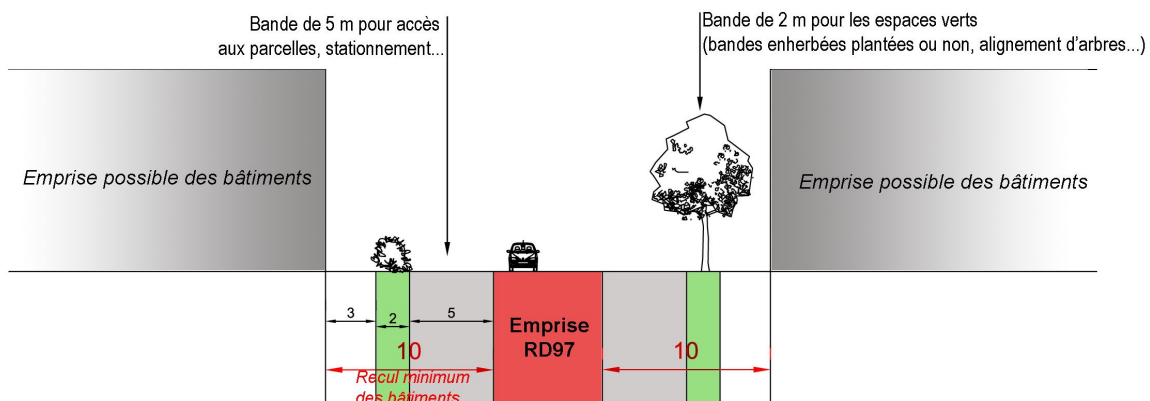 Bande de 5 m pour accès
aux parcelles, stationnement...
Bande de 2 m pour les espaces verts
(bandes enherbées plantées ou non, alignement d'arbres...)
Emprise possible des bâtiments
Emprise possible des bâtiments
3
2
5
Emprise
RD97
10
10
Recul minimum
des bâtiments